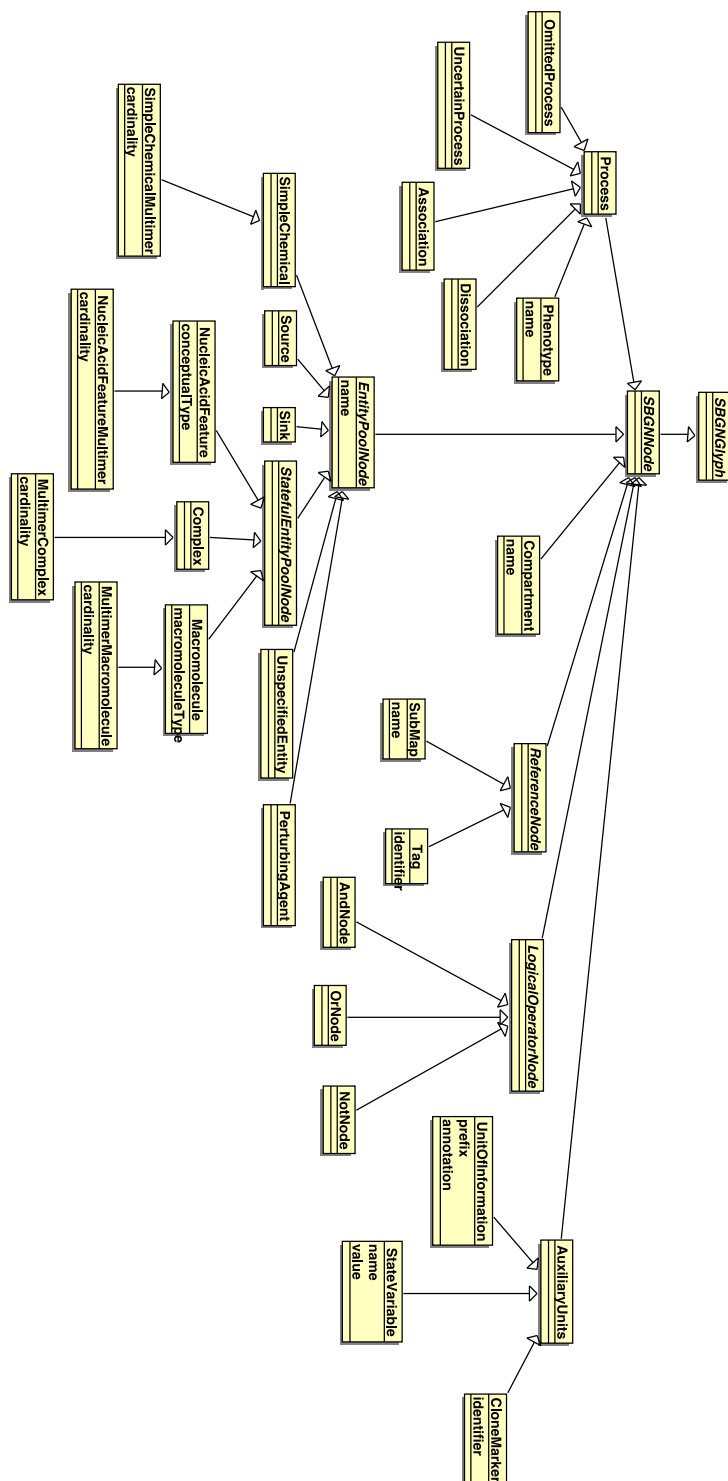 SBGNGlyph
SBGNNode
Process
OmittedProcess
UncertainProcess
Association
Dissociation
Phenotype
name
EntityPoolNode
name
Compartment
name
ReferenceNode
LogicalOperatorNode
AuxiliaryUnits
SimpleChemical
Source
Sink
StatefulEntityPoolNode
UnspecifiedEntity
PerturbingAgent
SubMap
name
Tag
identifier
AndNode
OrNode
NotNode
UnitOfInformation
prefix
annotation
StateVariable
name
value
CloneMarker
identifier
SimpleChemicalMultimer
cardinality
NucleicAcidFeature
conceptualType
Complex
Macromolecule
macromoleculeType
NucleicAcidFeatureMultimer
cardinality
MultimerComplex
cardinality
MultimerMacromolecule
cardinality